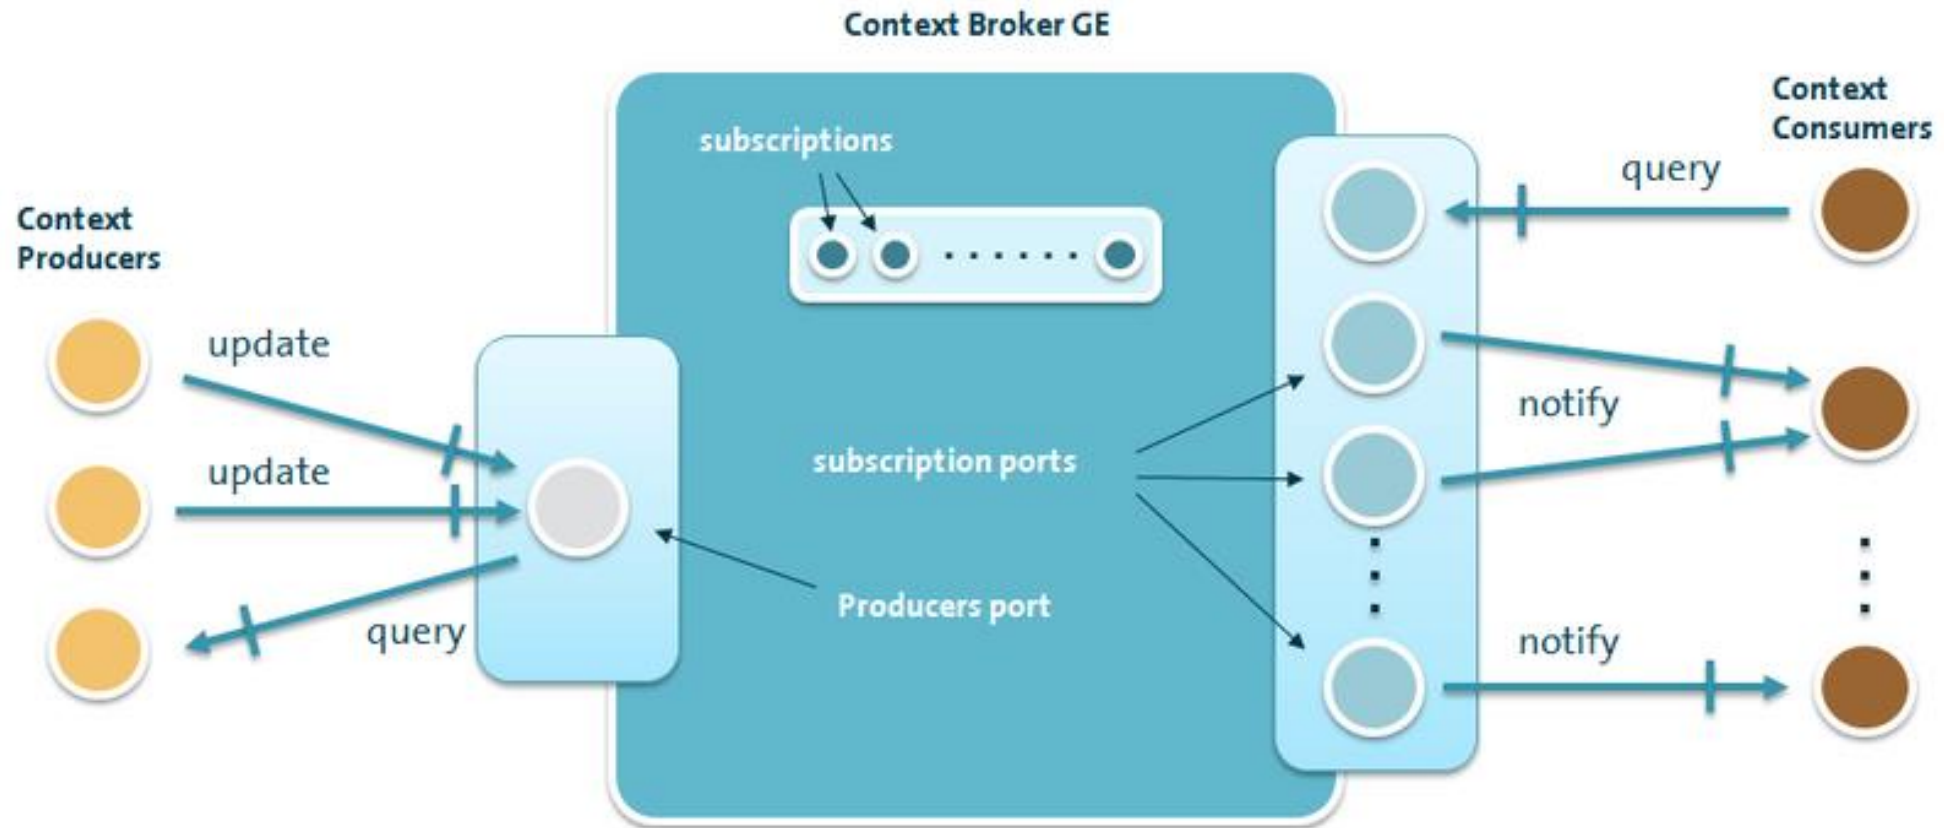 Context Broker GE
Context
Consumers
subscriptions
query
Context
Producers
update
notify
update
subscription ports
Producers port
query
notify